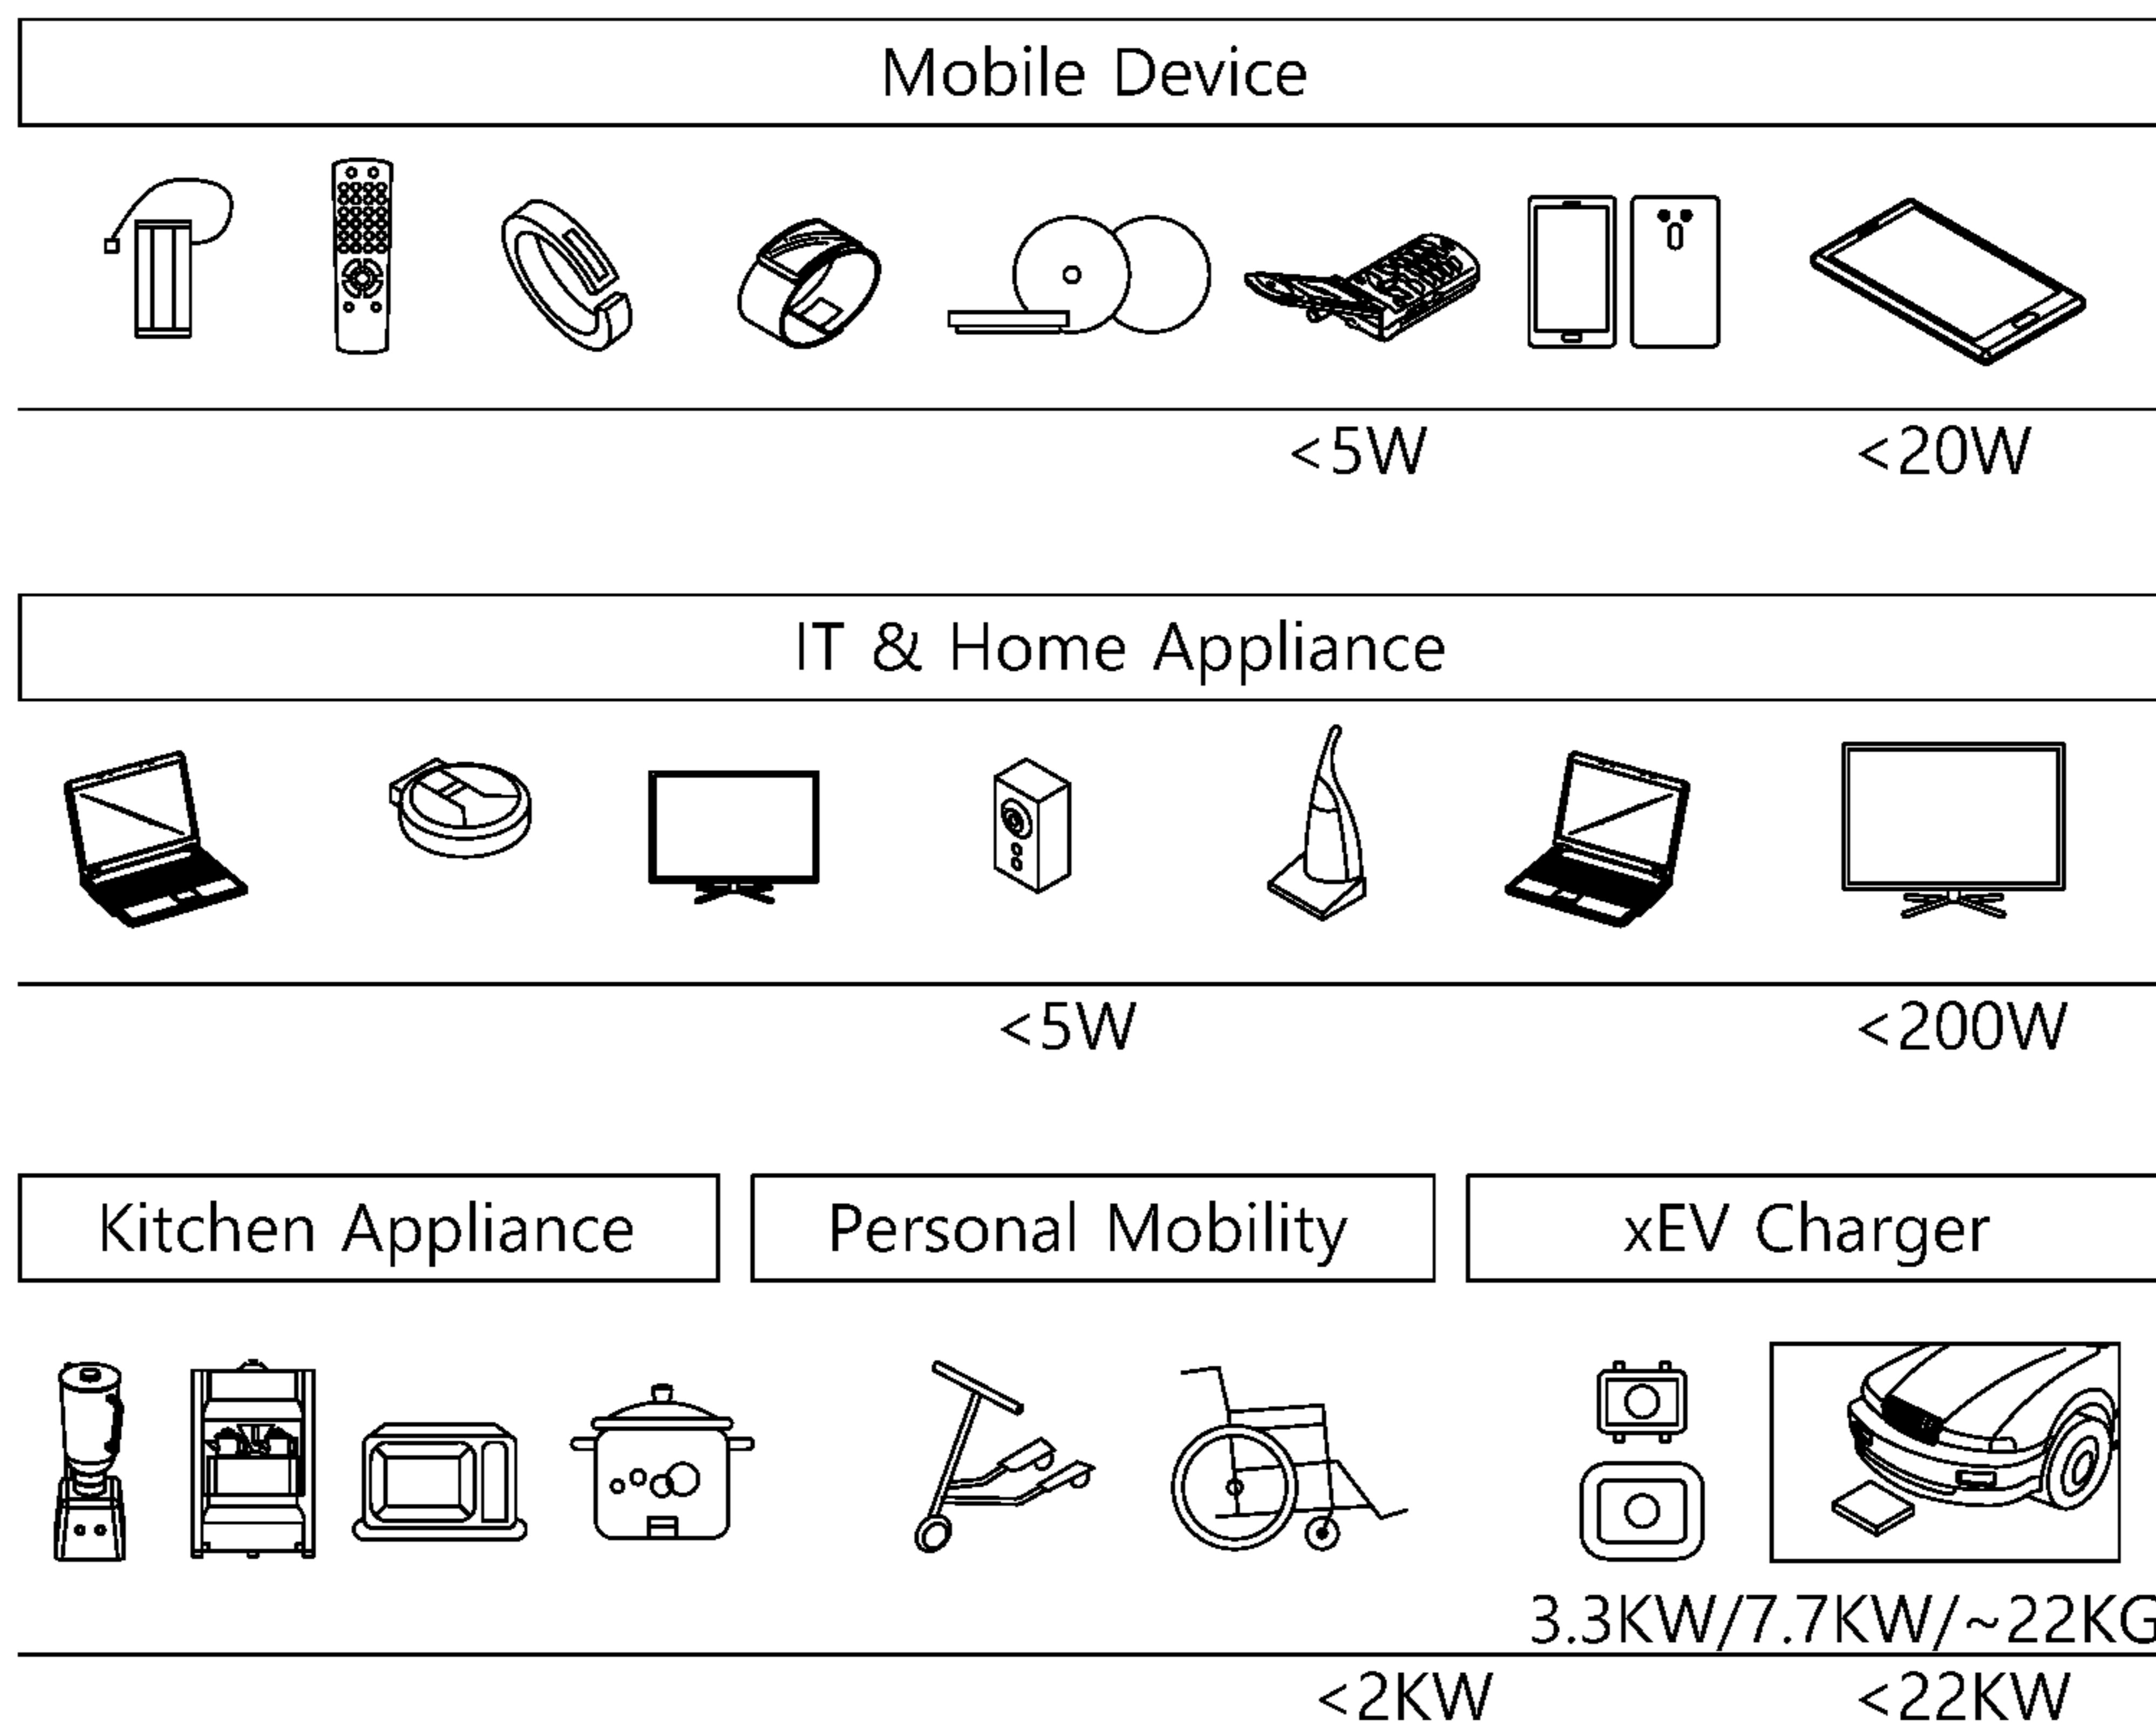 Mobile Device
<5W <20W
IT & Home Appliance
<5W <200W
Kitchen Appliance Personal Mobility xEV Charger
3.3KW/7.7KW/~22KG
<2KW <22KW